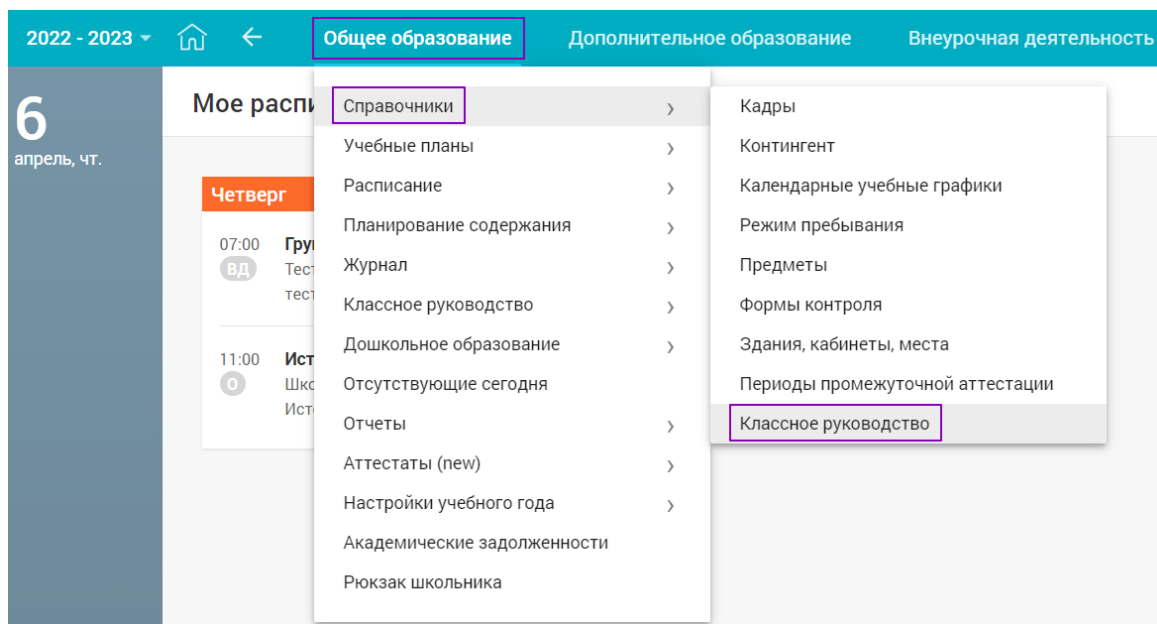 2022 - 2023 Общее образование Дополнительное образование Внеурочная деятельность
6
апрель, чт.
Мое
Четверг
07:00
ВД
11:00
О
Справочники
Учебные планы
Расписание
Планирование содержания
Журнал
Классное руководство
Дошкольное образование
Отсутствующие сегодня
Отчеты
Аттестаты (new)
Настройки учебного года
Академические задолженности
Рюкзак школьника
Кадры
Контингент
Календарные учебные графики
Режим пребывания
Предметы
Формы контроля
Здания, кабинеты, места
Периоды промежуточной аттестации
Классное руководство